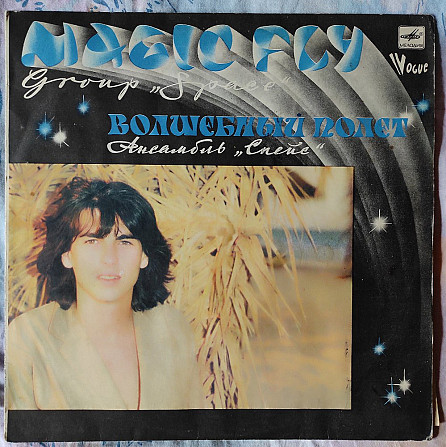 MAGIC FLY
МЕЛОДИЯ
Group „Space“
Vogue
ВОЛШЕБНЫЙ ПОЛЕТ
Ансамбль „Спейс“